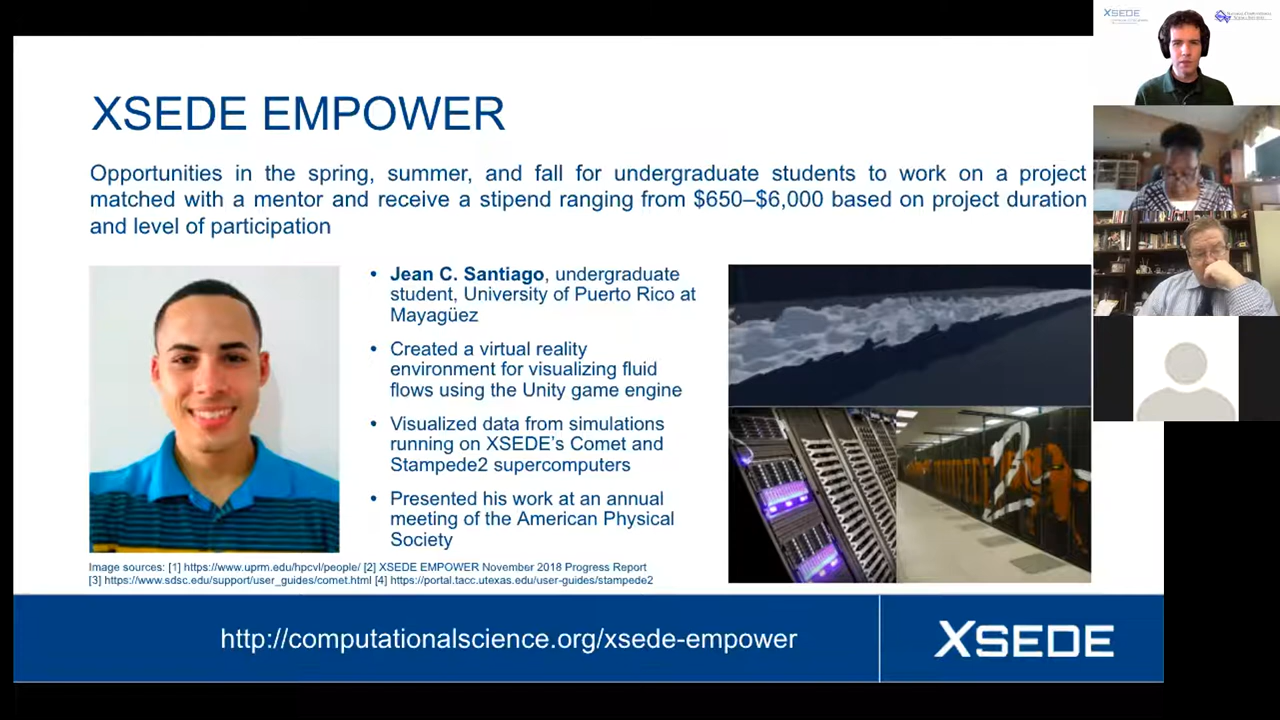 XSEDE
XSEDE EMPOWER
Opportunities in the spring, summer, and fall for undergraduate students to work on a project
matched with a mentor and receive a stipend ranging from $650–$6,000 based on project duration
and level of participation
• Jean C. Santiago, undergraduate
student, University of Puerto Rico at
Mayagüez
• Created a virtual reality
environment for visualizing fluid
flows using the Unity game engine
• Visualized data from simulations
running on XSEDE's Comet and
Stampede2 supercomputers
• Presented his work at an annual
meeting of the American Physical
Society
2
Image sources: [1] https://www.uprm.edu/hpcvl/people/ [2] XSEDE EMPOWER November 2018 Progress Report
[3] https://www.sdsc.edu/support/user_guides/comet.html [4] https://portal.tacc.utexas.edu/user-guides/stampede2
http://computationalscience.org/xsede-empower
XSEDE